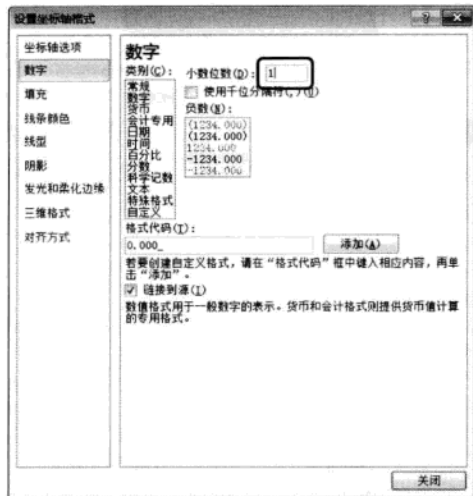 设置坐标轴格式
坐标轴选项
数字
填充
线条颜色
线型
阴影
发光和柔化边缘
三维格式
对齐方式
数字
类别(C):
常规
数字
货币
会计专用
日期
时间
百分比
分数
科学记数
文本
特殊格式
自定义
小数位数(D): 1
使用千位分隔符(,)(U)
负数(N):
(1234.000)
(1234.000)
1234.000
-1234.000
-1234.000
格式代码(T):
0.000_
添加(A)
若要创建自定义格式，请在“格式代码”框中键入相应内容，再单
击“添加”。
链接到源(I)
数值格式用于一般数字的表示。货币和会计格式则提供货币值计算
的专用格式。
关闭